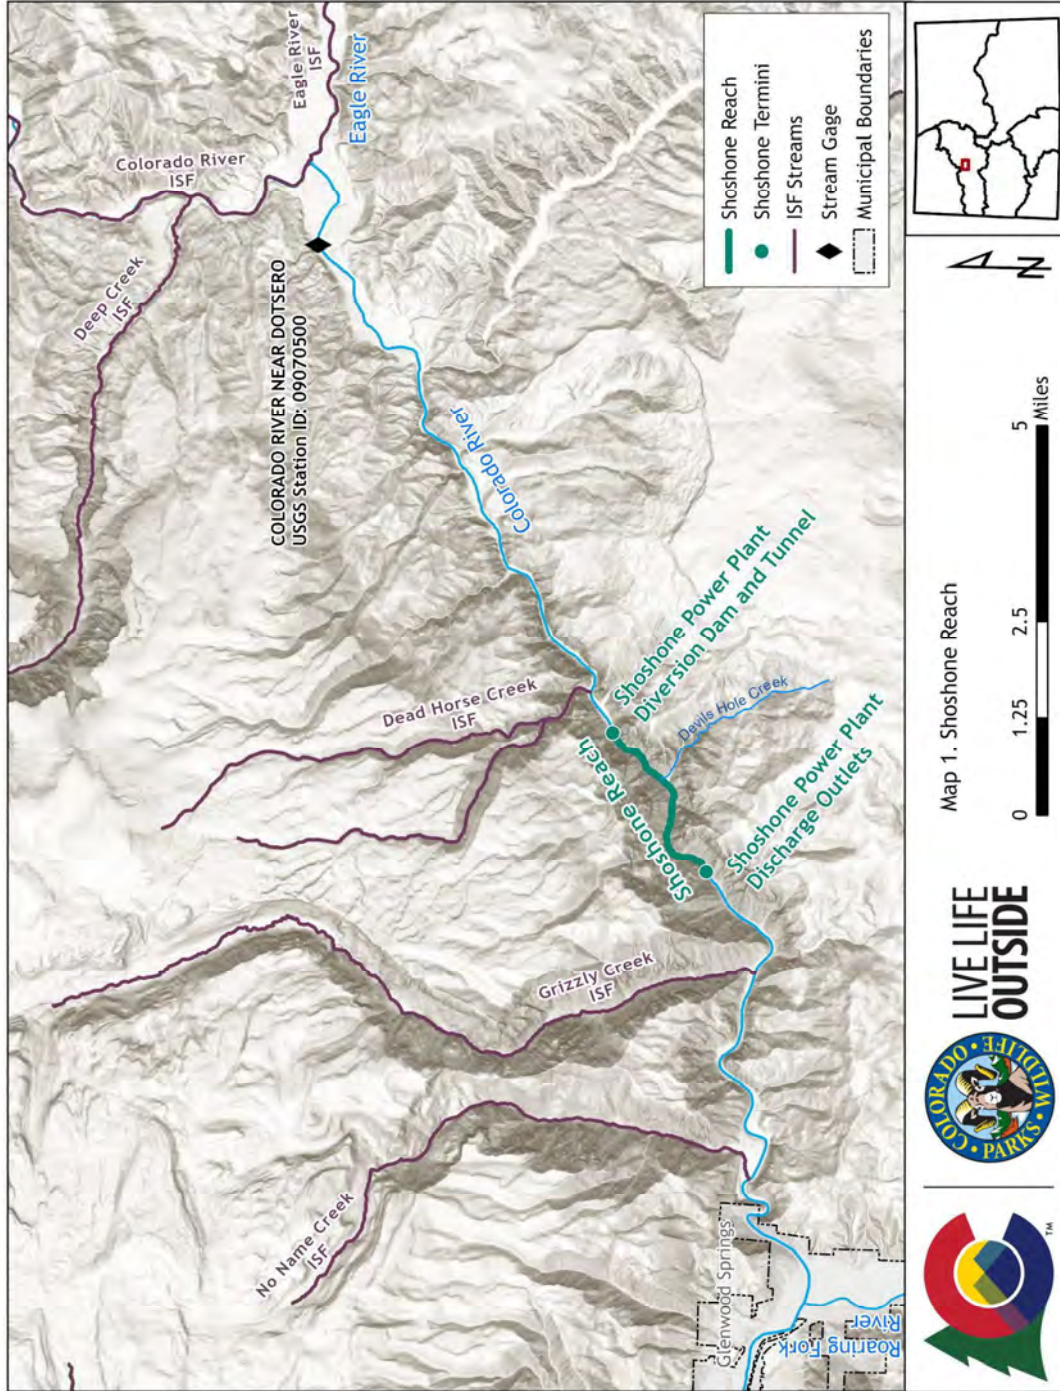 Colorado River
ISF
Eagle River
ISF
Eagle River
Deep Creek
ISF
COLORADO RIVER NEAR DOTSERO
USGS Station ID: 09070500
Colorado River
Dead Horse Creek
ISF
Shoshone Reach
Shoshone Power Plant
Diversion Dam and Tunnel
Devils Hole Creek
Shoshone Power Plant
Discharge Outlets
Grizzly Creek
ISF
No Name Creek
ISF
Glenwood Springs
Roaring Fork
River
Shoshone Reach
Shoshone Termini
ISF Streams
Stream Gage
Municipal Boundaries
TM
COLORADO
PARKS • WILDLIFE
LIVE LIFE
OUTSIDE
Map 1. Shoshone Reach
0 1.25 2.5 5
Miles
N